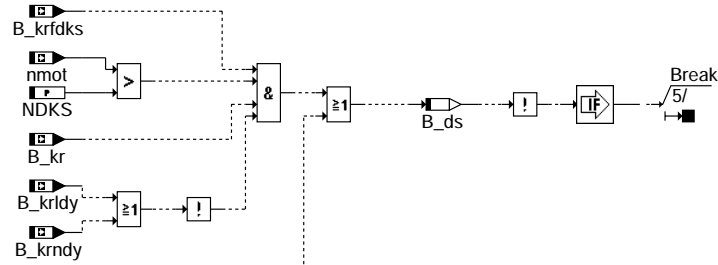 B_krfdks
nmot
>
P
NDKS
&
≥1
B_kr
B_ds
!
IF
Break
5/
B_krldy
≥1
!
B_krndy